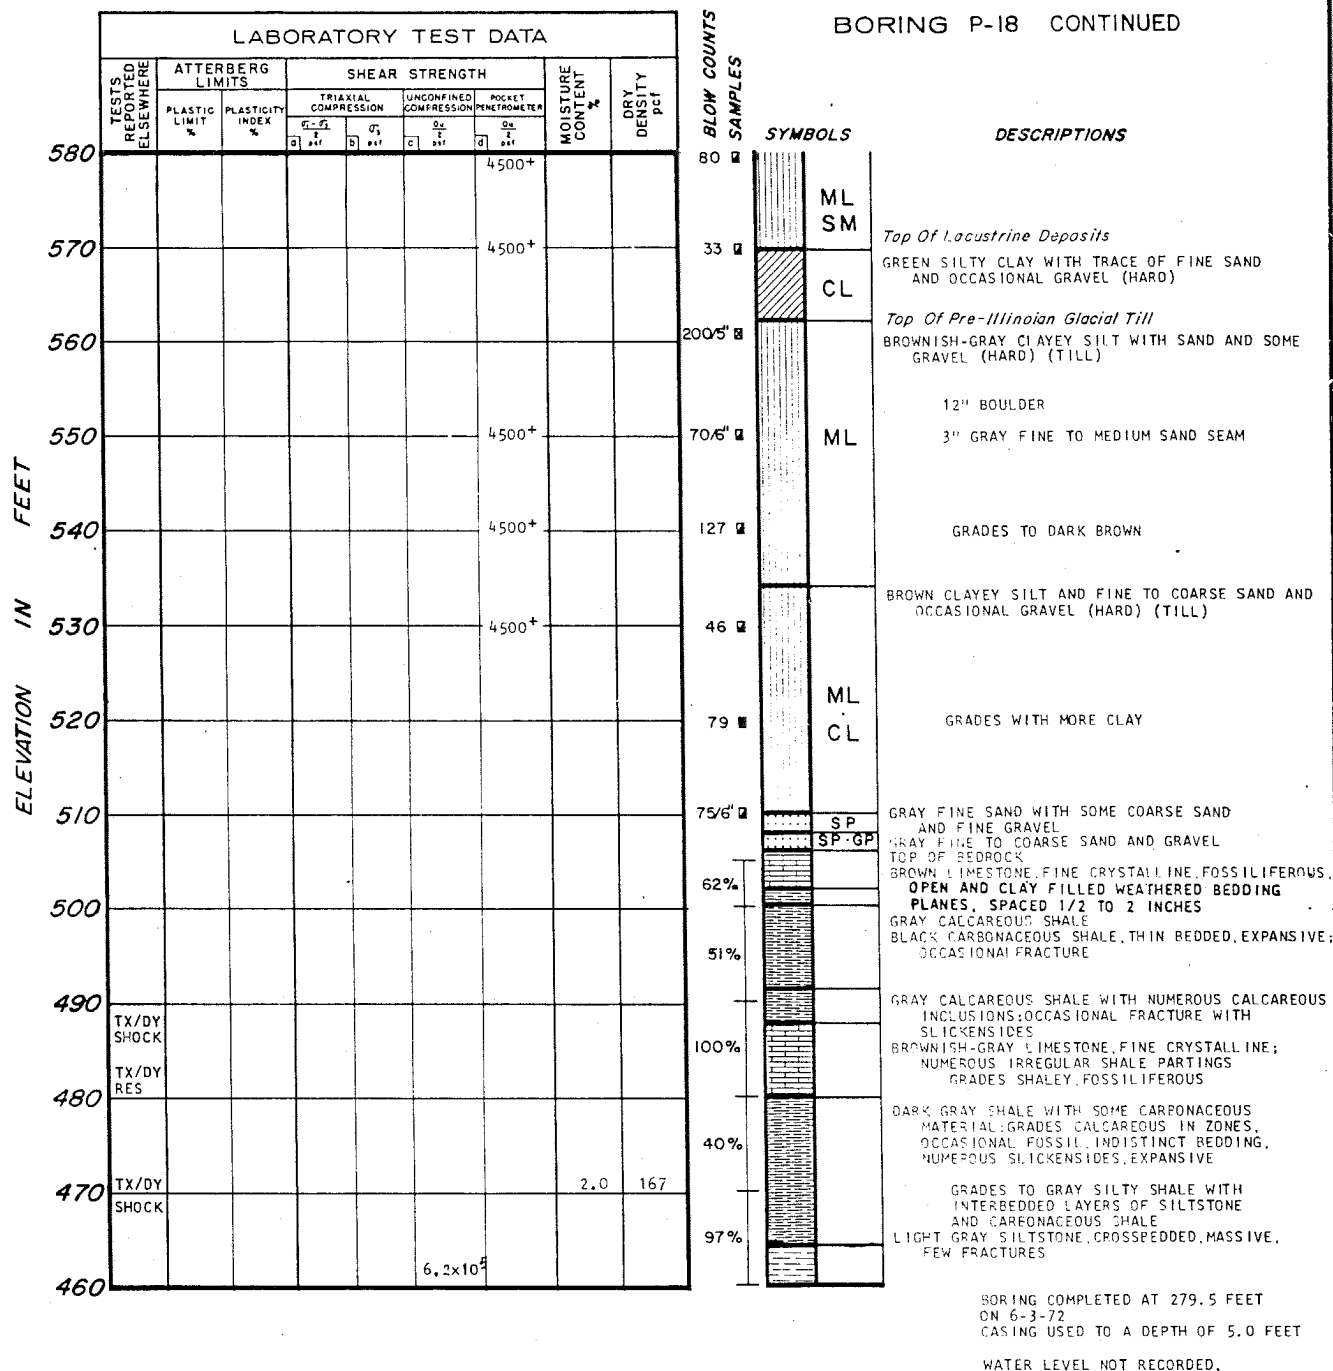 BORING P-18 CONTINUED
LABORATORY TEST DATA
TESTS REPORTED ELSEWHERE
ATTERBERG LIMITS
PLASTIC LIMIT %
PLASTICITY INDEX %
SHEAR STRENGTH
TRIAXIAL COMPRESSION
UNCONFINED COMPRESSION
POCKET PENETROMETER
a σ₁-σ₃/2 psf
b σ₃ psf
c Qu/2 psf
d Qu/2 psf
MOISTURE CONTENT %
DRY DENSITY pcf
BLOW COUNTS
SAMPLES
SYMBOLS
DESCRIPTIONS
ELEVATION IN FEET
580
4500+
80
ML
SM
Top Of Lacustrine Deposits
570
4500+
33
GREEN SILTY CLAY WITH TRACE OF FINE SAND
AND OCCASIONAL GRAVEL (HARD)
CL
Top Of Pre-Illinoian Glacial Till
560
200/5"
BROWNISH-GRAY CLAYEY SILT WITH SAND AND SOME
GRAVEL (HARD) (TILL)
12" BOULDER
550
4500+
70/6"
ML
3" GRAY FINE TO MEDIUM SAND SEAM
540
4500+
127
GRADES TO DARK BROWN
BROWN CLAYEY SILT AND FINE TO COARSE SAND AND
OCCASIONAL GRAVEL (HARD) (TILL)
530
4500+
46
ML
CL
520
79
GRADES WITH MORE CLAY
510
75/6"
SP
GRAY FINE SAND WITH SOME COARSE SAND
AND FINE GRAVEL
SP-GP
GRAY FINE TO COARSE SAND AND GRAVEL
TOP OF BEDROCK
BROWN LIMESTONE, FINE CRYSTALLINE, FOSSILIFEROUS,
62%
OPEN AND CLAY FILLED WEATHERED BEDDING
PLANES, SPACED 1/2 TO 2 INCHES
500
GRAY CALCAREOUS SHALE
BLACK CARBONACEOUS SHALE, THIN BEDDED, EXPANSIVE;
OCCASIONAL FRACTURE
51%
490
GRAY CALCAREOUS SHALE WITH NUMEROUS CALCAREOUS
INCLUSIONS; OCCASIONAL FRACTURE WITH
SLICKENSIDES
TX/DY
SHOCK
100%
BROWNISH-GRAY LIMESTONE, FINE CRYSTALLINE;
NUMEROUS IRREGULAR SHALE PARTINGS
GRADES SHALEY, FOSSILIFEROUS
TX/DY
RES
480
DARK GRAY SHALE WITH SOME CARBONACEOUS
MATERIAL; GRADES CALCAREOUS IN ZONES,
OCCASIONAL FOSSIL, INDISTINCT BEDDING,
NUMEROUS SLICKENSIDES, EXPANSIVE
40%
470
TX/DY
SHOCK
2.0
167
GRADES TO GRAY SILTY SHALE WITH
INTERBEDDED LAYERS OF SILTSTONE
AND CARBONACEOUS SHALE
97%
LIGHT GRAY SILTSTONE, CROSSBEDDED, MASSIVE,
FEW FRACTURES
6.2x10⁵
460
BORING COMPLETED AT 279.5 FEET
ON 6-3-72
CASING USED TO A DEPTH OF 5.0 FEET
WATER LEVEL NOT RECORDED.